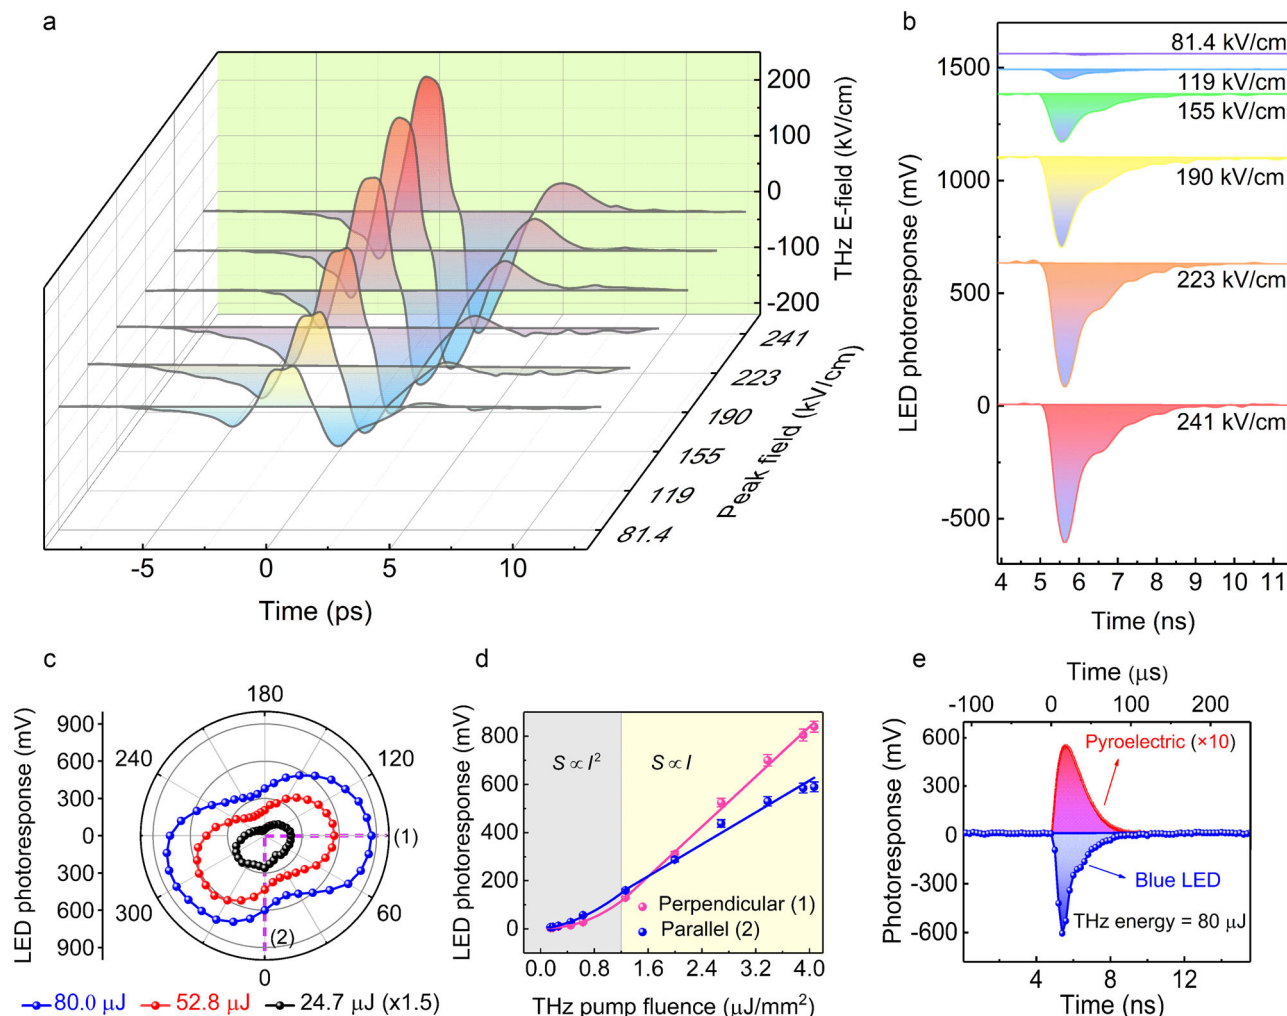 a
200
100
0
-100
-200
THz E-field (kV/cm)
241
223
190
155
119
81.4
Peak field (kV/cm)
-5
0
5
10
Time (ps)
b
81.4 kV/cm
119 kV/cm
155 kV/cm
190 kV/cm
223 kV/cm
241 kV/cm
1500
1000
500
0
-500
LED photoresponse (mV)
4 5 6 7 8 9 10 11
Time (ns)
c
900
600
300
0
300
600
900
LED photoresponse (mV)
180
240
120
300
60
0
(1)
(2)
80.0 μJ
52.8 μJ
24.7 μJ (x1.5)
d
S ∝ I²
S ∝ I
800
600
400
200
0
LED photoresponse (mV)
Perpendicular (1)
Parallel (2)
0.0 0.8 1.6 2.4 3.2 4.0
THz pump fluence (μJ/mm²)
e
Time (μs)
-100 0 100 200
600
300
0
-300
-600
Photoresponse (mV)
Pyroelectric (×10)
Blue LED
THz energy = 80 μJ
4 8 12
Time (ns)